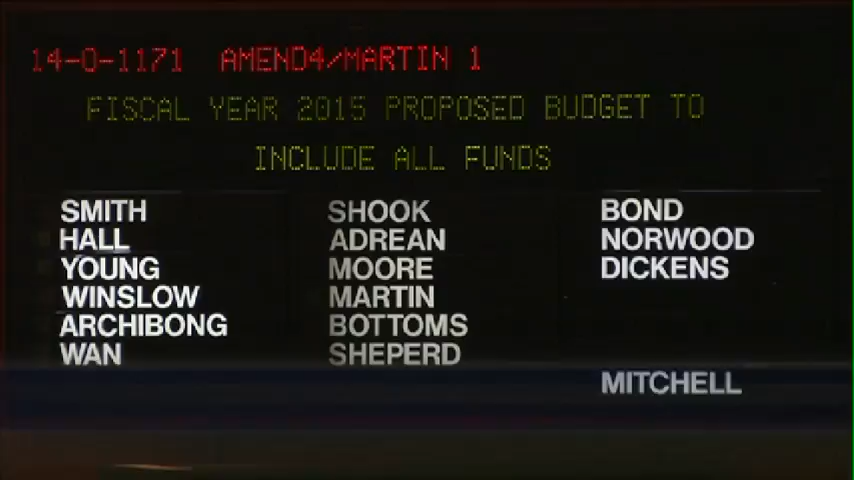 14-O-1171 AMEND4/MARTIN 1
FISCAL YEAR 2015 PROPOSED BUDGET TO
INCLUDE ALL FUNDS
SMITH SHOOK BOND
HALL ADREAN NORWOOD
YOUNG MOORE DICKENS
WINSLOW MARTIN
ARCHIBONG BOTTOMS
WAN SHEPERD
MITCHELL